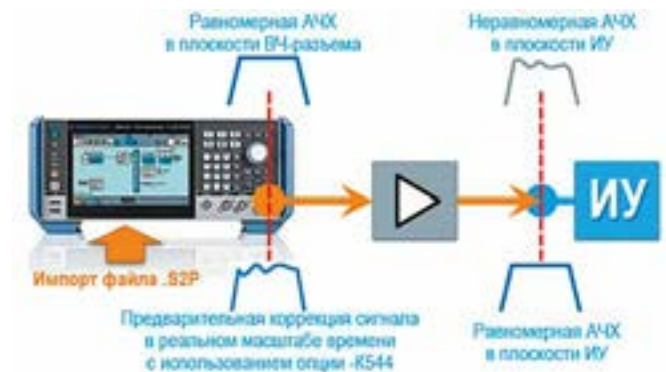 Равномерная АЧХ
в плоскости ВЧ-разъема
Неравномерная АЧХ
в плоскости ИУ
ИУ
Импорт файла .S2P
Предварительная коррекция сигнала
в реальном масштабе времени
с использованием опции -К544
Равномерная АЧХ
в плоскости ИУ